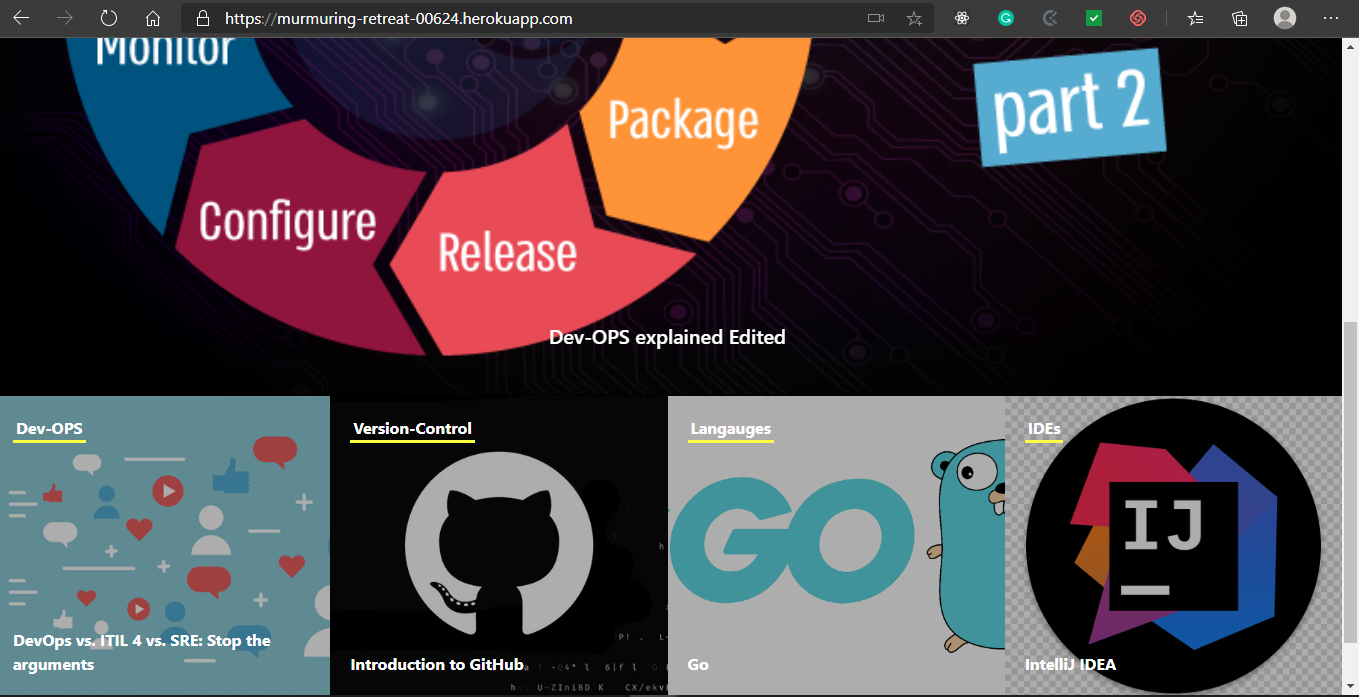 https://murmuring-retreat-00624.herokuapp.com
Monitor
Package
part 2
Configure
Release
Dev-OPS explained Edited
Dev-OPS
Version-Control
Langauges
IDEs
GO
IJ
DevOps vs. ITIL 4 vs. SRE: Stop the
arguments
Introduction to GitHub
Go
IntelliJ IDEA